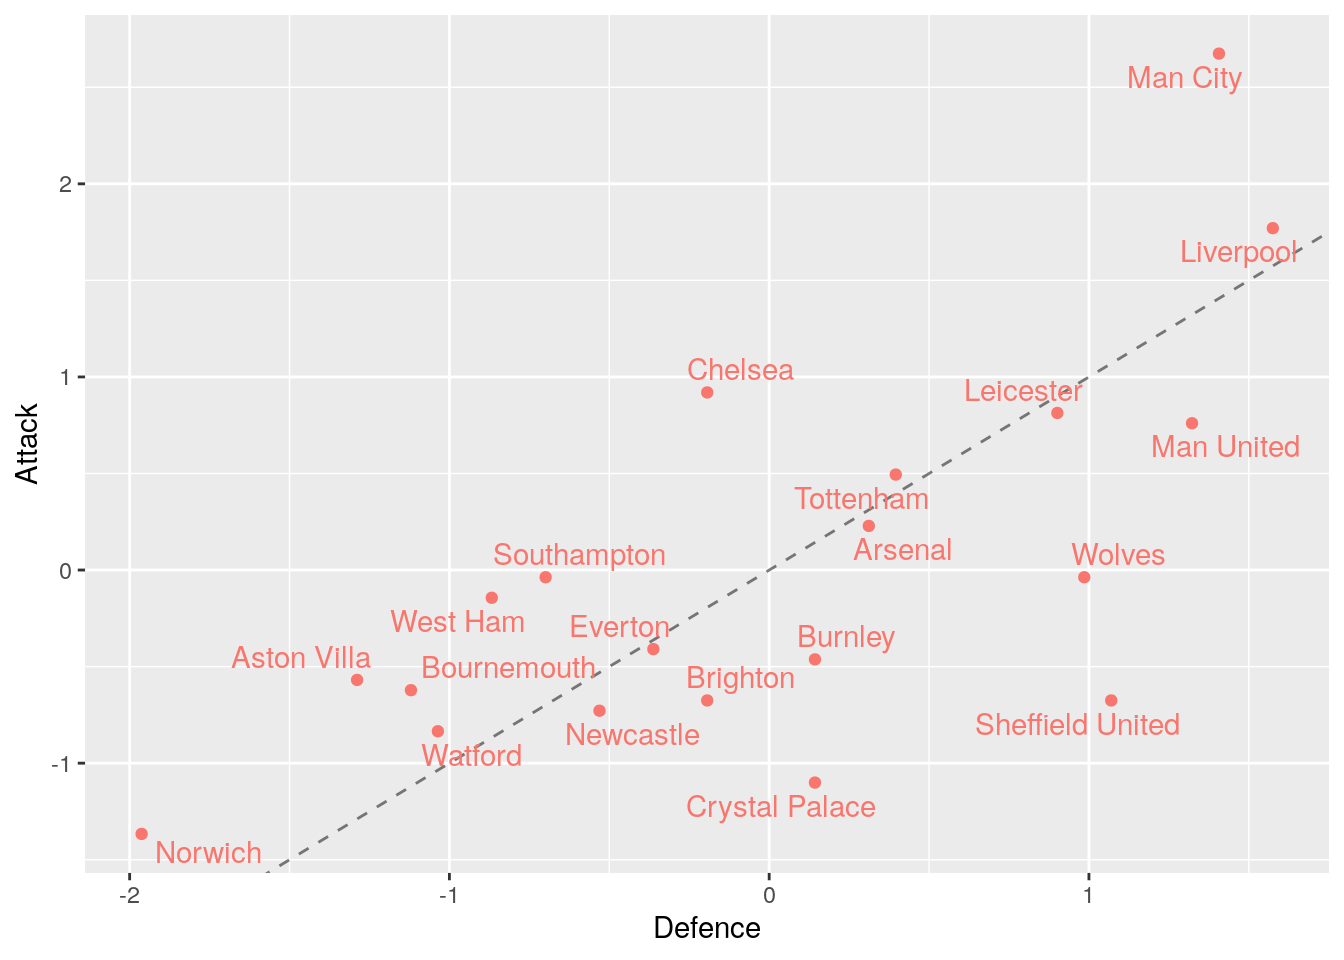 Man City
2
Liverpool
Chelsea
1
Leicester
Man United
Attack
Tottenham
Arsenal
Southampton
Wolves
0
West Ham
Everton
Burnley
Aston Villa
Bournemouth
Brighton
Newcastle
Sheffield United
Watford
-1
Crystal Palace
Norwich
-2 -1 0 1
Defence